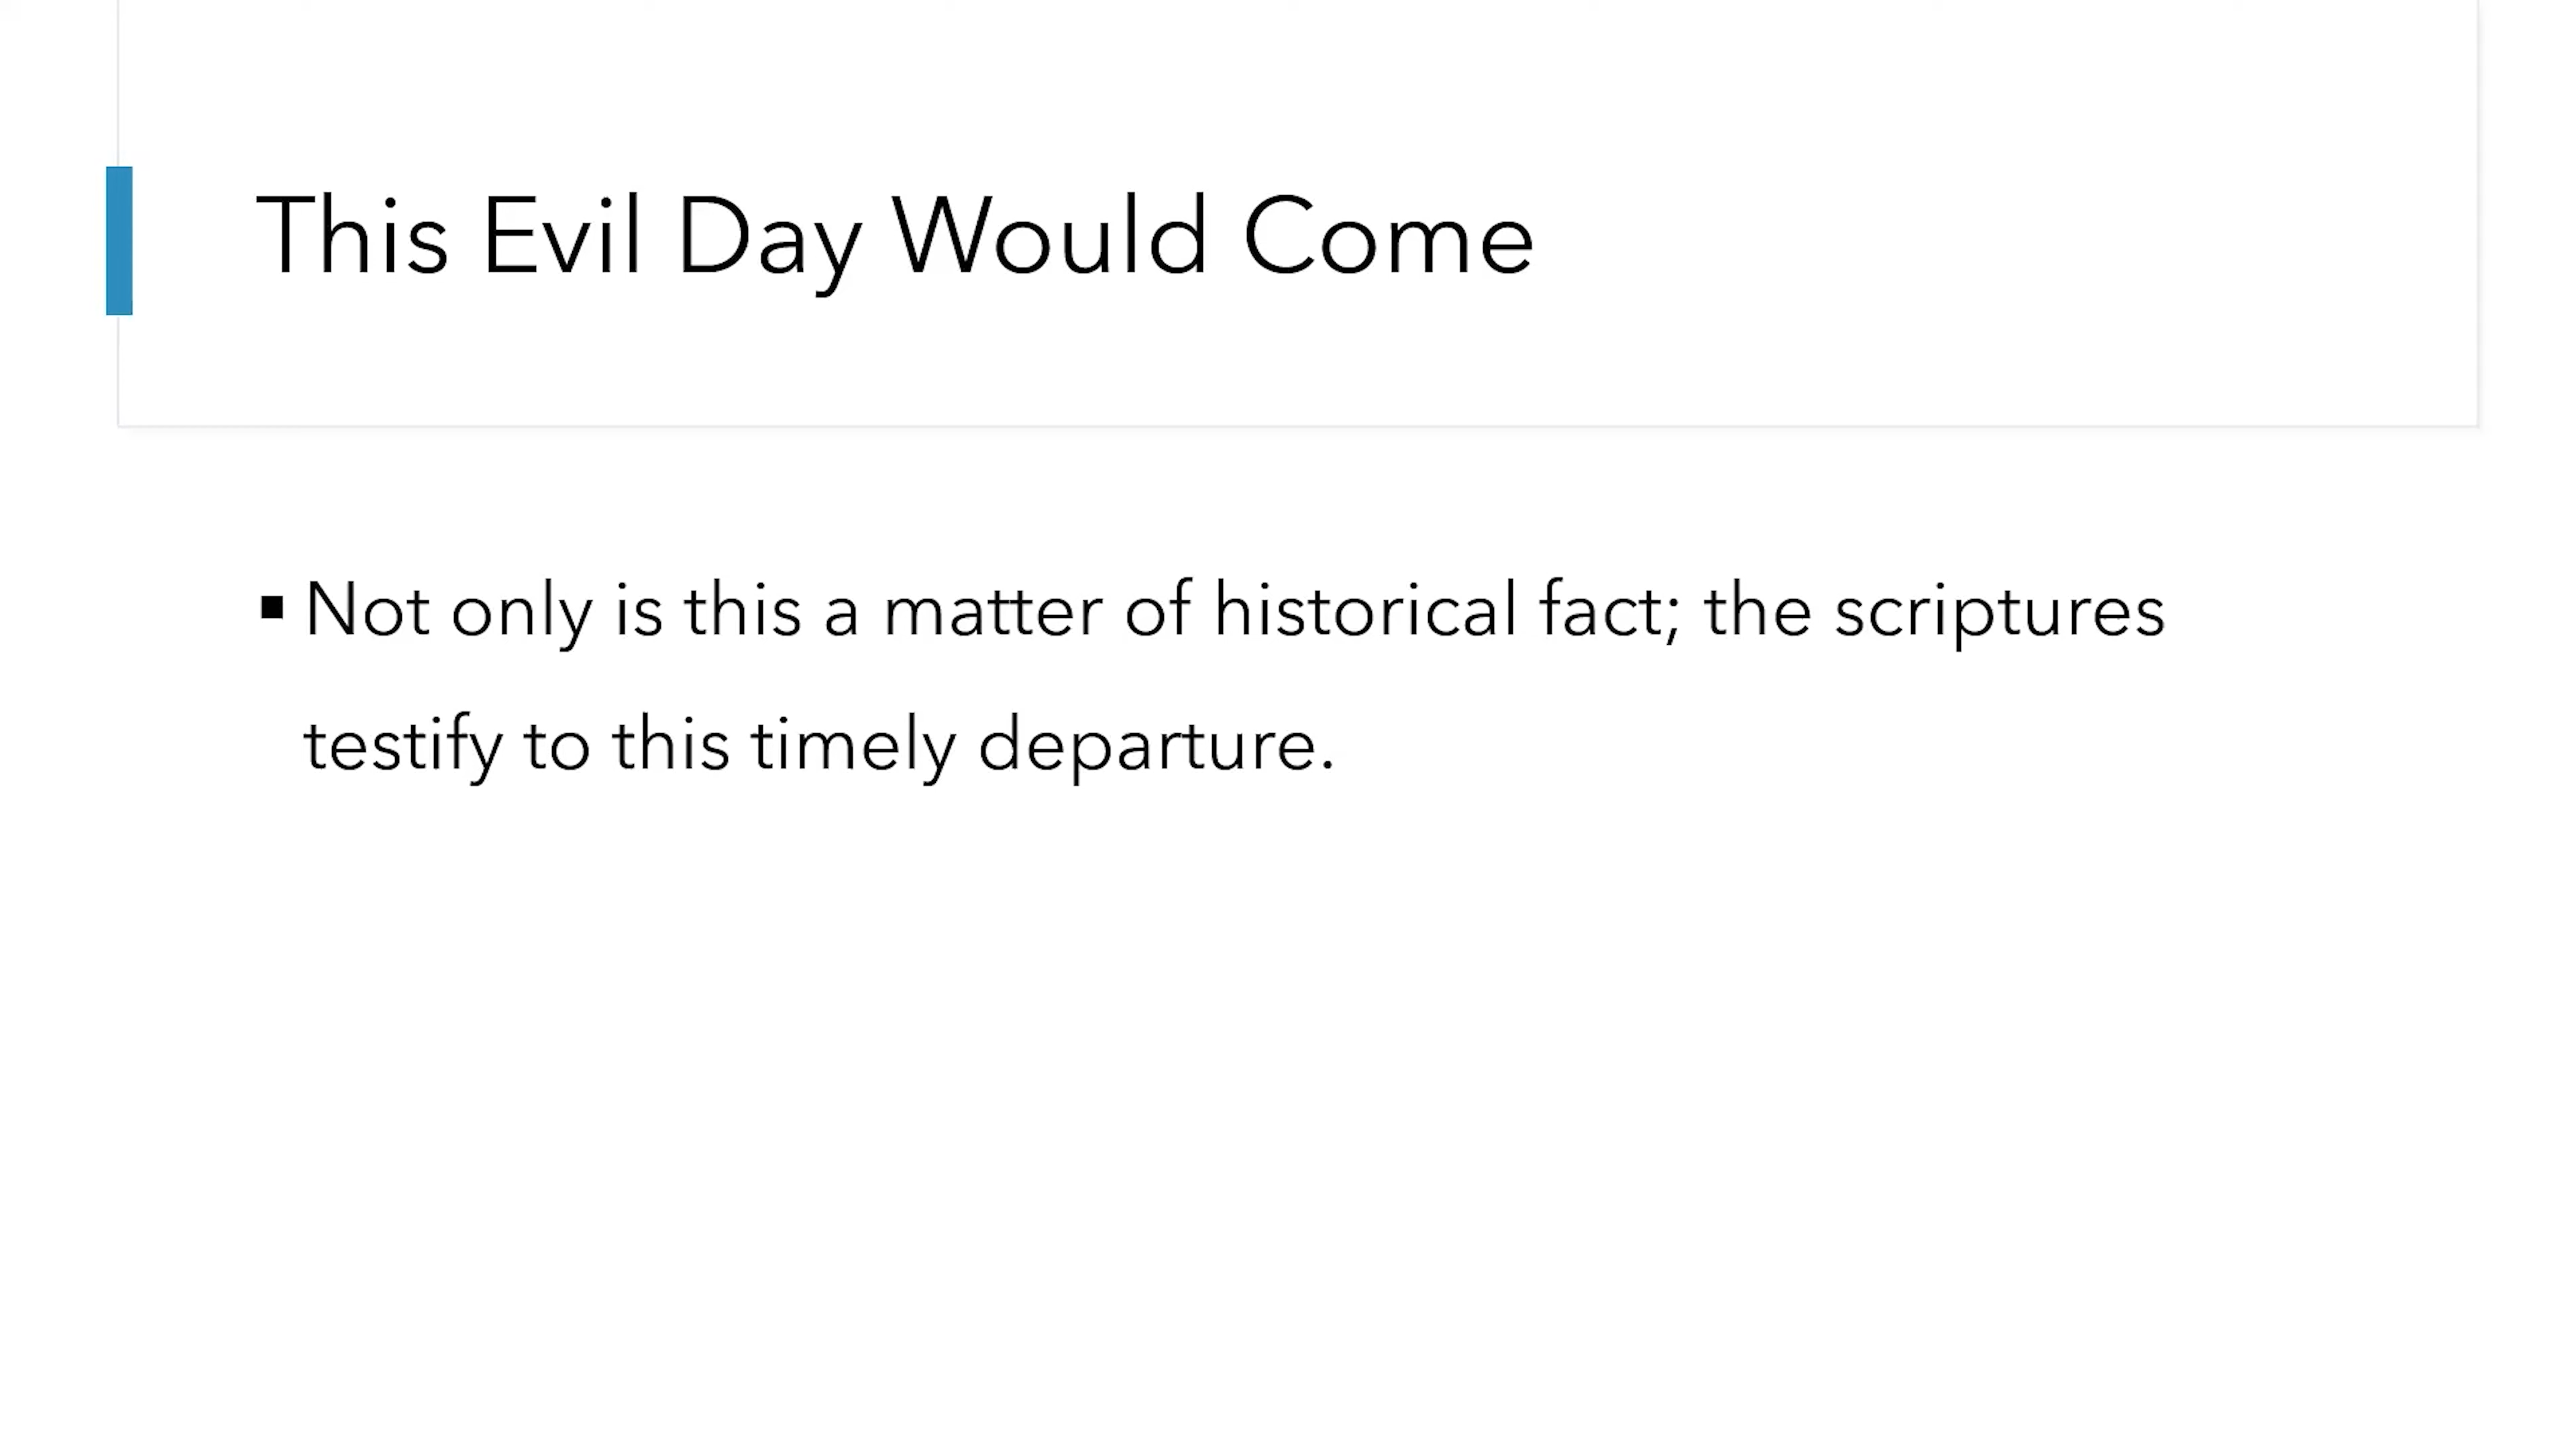 This Evil Day Would Come
▪ Not only is this a matter of historical fact; the scriptures
testify to this timely departure.